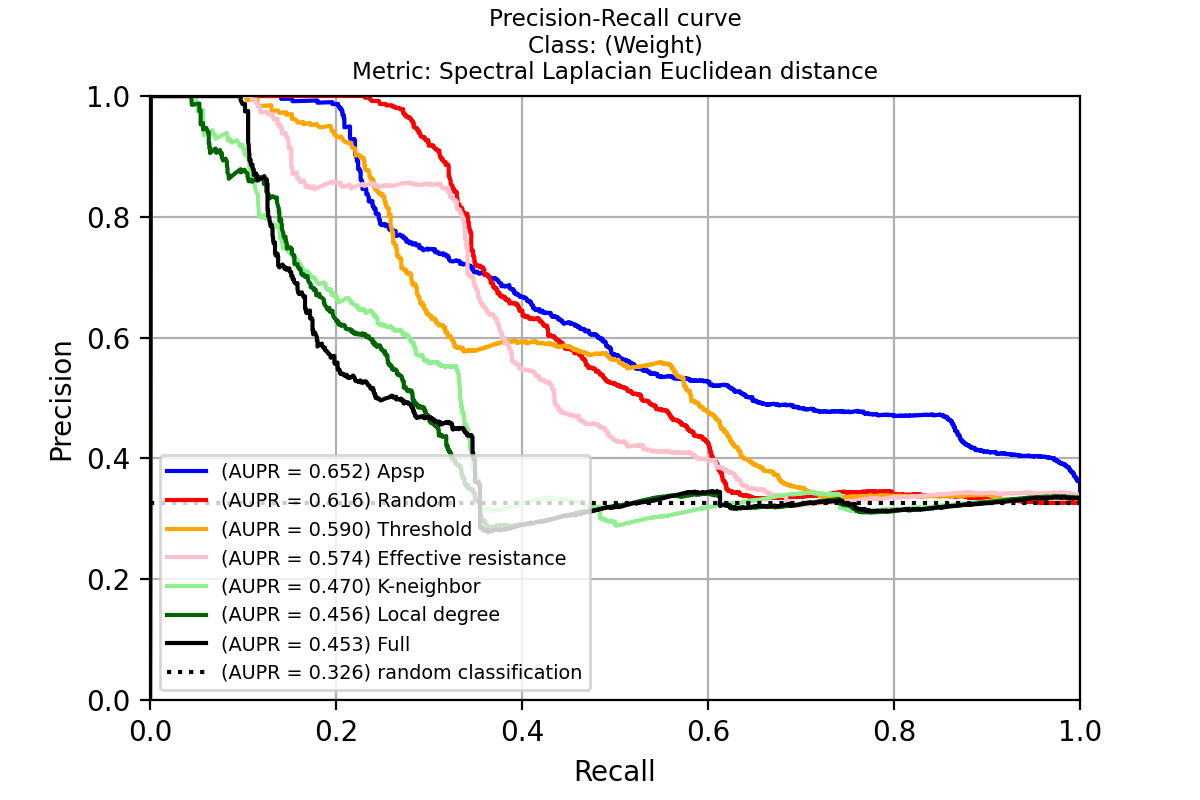 Precision-Recall curve
Class: (Weight)
Metric: Spectral Laplacian Euclidean distance
1.0
0.8
0.6
0.4
0.2
0.0
Precision
(AUPR = 0.652) Apsp
(AUPR = 0.616) Random
(AUPR = 0.590) Threshold
(AUPR = 0.574) Effective resistance
(AUPR = 0.470) K-neighbor
(AUPR = 0.456) Local degree
(AUPR = 0.453) Full
(AUPR = 0.326) random classification
0.0 0.2 0.4 0.6 0.8 1.0
Recall